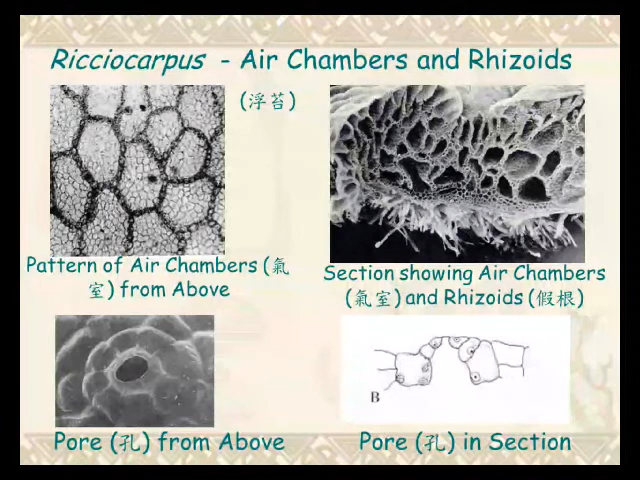 Ricciocarpus - Air Chambers and Rhizoids
(浮苔)
Pattern of Air Chambers (氣
室) from Above
Section showing Air Chambers
(氣室) and Rhizoids (假根)
B
Pore (孔) from Above
Pore (孔) in Section